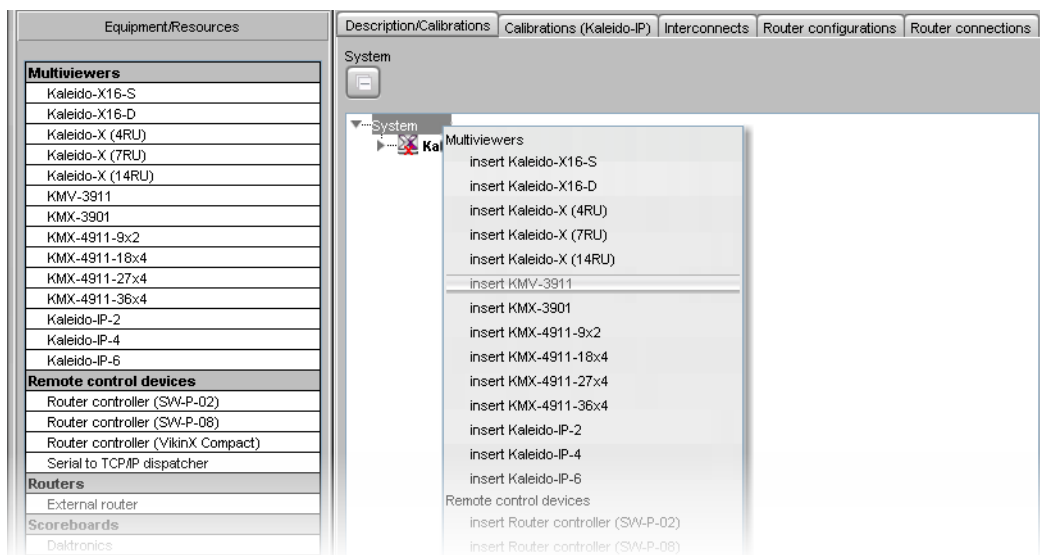 Equipment/Resources
Multiviewers
Kaleido-X16-S
Kaleido-X16-D
Kaleido-X (4RU)
Kaleido-X (7RU)
Kaleido-X (14RU)
KMV-3911
KMX-3901
KMX-4911-9x2
KMX-4911-18x4
KMX-4911-27x4
KMX-4911-36x4
Kaleido-IP-2
Kaleido-IP-4
Kaleido-IP-6
Remote control devices
Router controller (SW-P-02)
Router controller (SW-P-08)
Router controller (VikinX Compact)
Serial to TCP/IP dispatcher
Routers
External router
Scoreboards
Daktronics
Description/Calibrations Calibrations (Kaleido-IP) Interconnects Router configurations Router connections
System
System
Kal
Multiviewers
insert Kaleido-X16-S
insert Kaleido-X16-D
insert Kaleido-X (4RU)
insert Kaleido-X (7RU)
insert Kaleido-X (14RU)
insert KMV-3911
insert KMX-3901
insert KMX-4911-9x2
insert KMX-4911-18x4
insert KMX-4911-27x4
insert KMX-4911-36x4
insert Kaleido-IP-2
insert Kaleido-IP-4
insert Kaleido-IP-6
Remote control devices
insert Router controller (SW-P-02)
insert Router controller (SW-P-08)